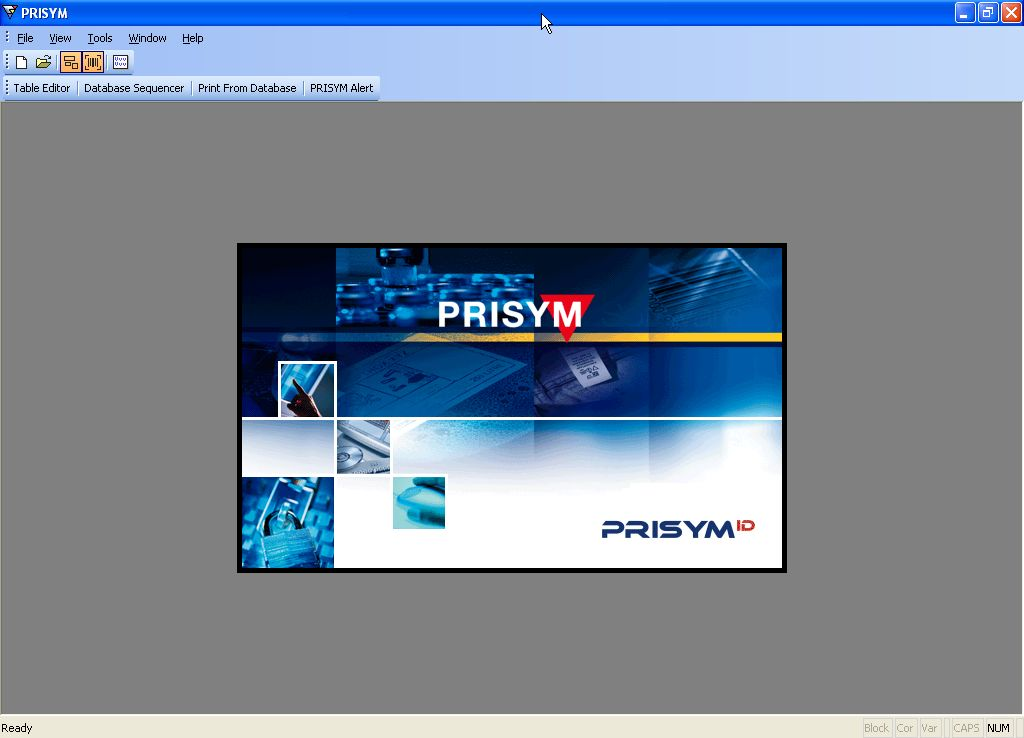 PRISYM
File View Tools Window Help
Table Editor Database Sequencer Print From Database PRISYM Alert
PRISYM
PRISYM ID
Ready
Block Cor Var CAPS NUM